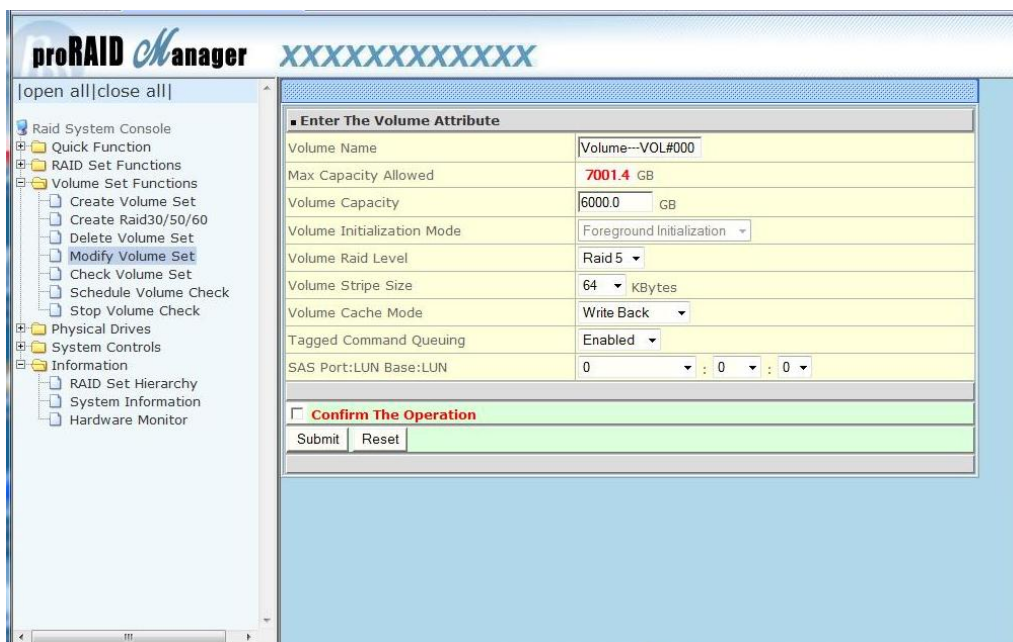 proRAID Manager XXXXXXXXXXXX
|open all|close all|
Raid System Console
Quick Function
RAID Set Functions
Volume Set Functions
Create Volume Set
Create Raid30/50/60
Delete Volume Set
Modify Volume Set
Check Volume Set
Schedule Volume Check
Stop Volume Check
Physical Drives
System Controls
Information
RAID Set Hierarchy
System Information
Hardware Monitor
Enter The Volume Attribute
Volume Name Volume---VOL#000
Max Capacity Allowed 7001.4 GB
Volume Capacity 6000.0 GB
Volume Initialization Mode Foreground Initialization
Volume Raid Level Raid 5
Volume Stripe Size 64 KBytes
Volume Cache Mode Write Back
Tagged Command Queuing Enabled
SAS Port:LUN Base:LUN 0 : 0 : 0
Confirm The Operation
Submit Reset